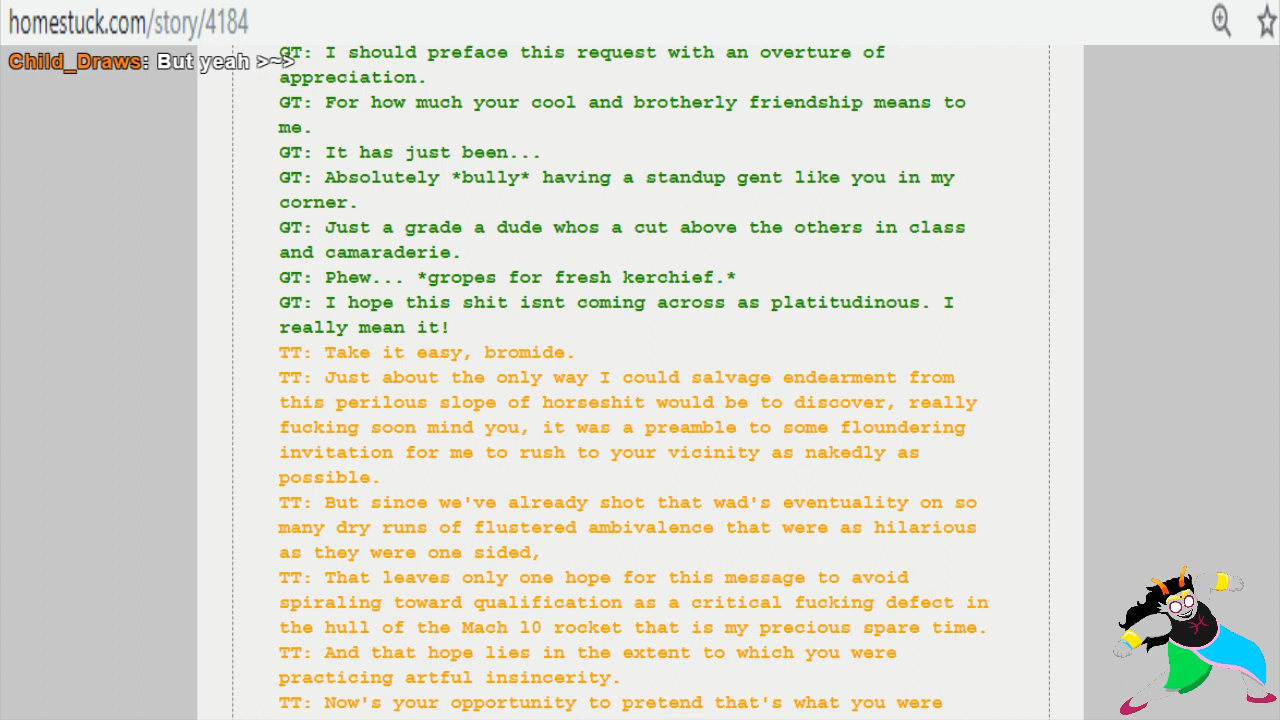 homestuck.com/story/4184
Child_Draws: But yeah >~>
GT: I should preface this request with an overture of
appreciation.
GT: For how much your cool and brotherly friendship means to
me.
GT: It has just been...
GT: Absolutely *bully* having a standup gent like you in my
corner.
GT: Just a grade a dude whos a cut above the others in class
and camaraderie.
GT: Phew... *gropes for fresh kerchief.*
GT: I hope this shit isnt coming across as platitudinous. I
really mean it!
TT: Take it easy, bromide.
TT: Just about the only way I could salvage endearment from
this perilous slope of horseshit would be to discover, really
fucking soon mind you, it was a preamble to some floundering
invitation for me to rush to your vicinity as nakedly as
possible.
TT: But since we've already shot that wad's eventuality on so
many dry runs of flustered ambivalence that were as hilarious
as they were one sided,
TT: That leaves only one hope for this message to avoid
spiraling toward qualification as a critical fucking defect in
the hull of the Mach 10 rocket that is my precious spare time.
TT: And that hope lies in the extent to which you were
practicing artful insincerity.
TT: Now's your opportunity to pretend that's what you were